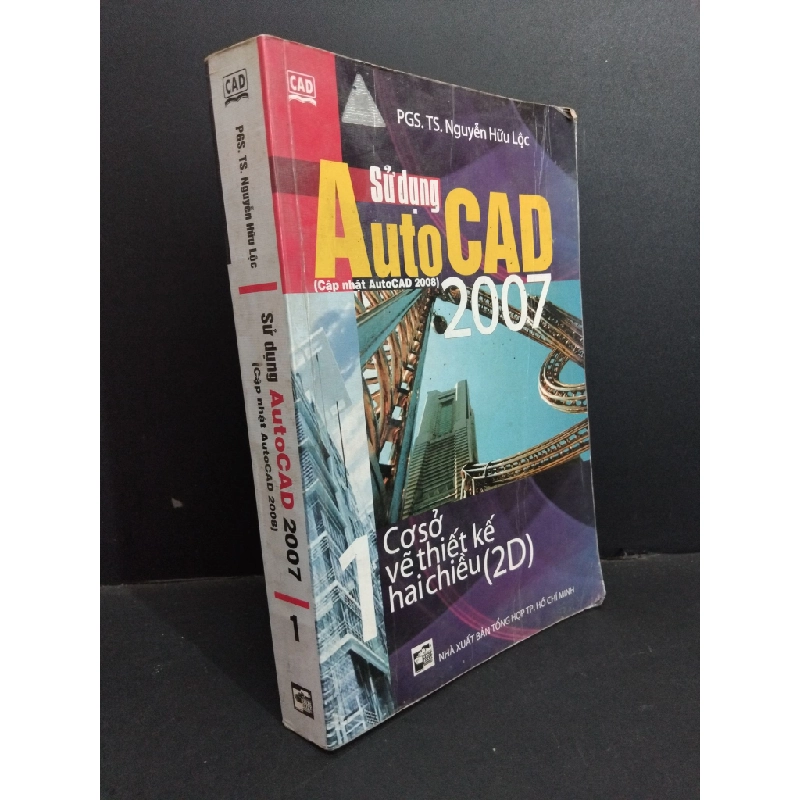 CAD
PGS. TS. Nguyễn Hữu Lộc
Sử dụng AutoCAD 2007
(Cập nhật AutoCAD 2008)
1
CAD
PGS. TS. Nguyễn Hữu Lộc
Sử dụng
AutoCAD
(Cập nhật AutoCAD 2008)
2007
1
Cơ sở
vẽ thiết kế
hai chiều (2D)
NHÀ XUẤT BẢN TỔNG HỢP TP. HỒ CHÍ MINH